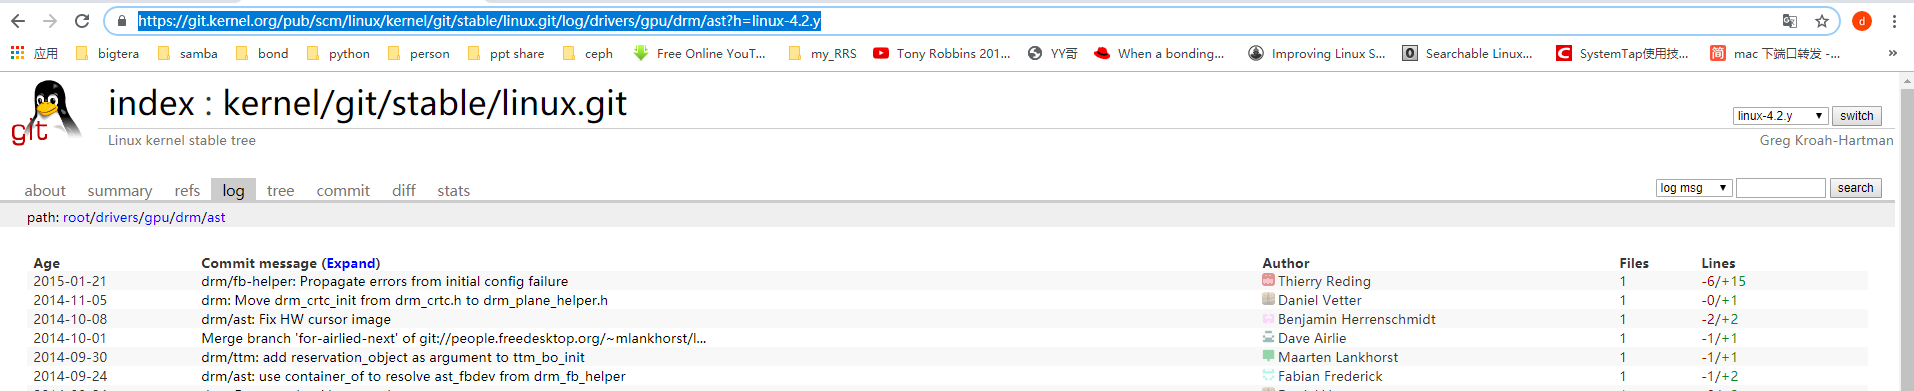 https://git.kernel.org/pub/scm/linux/kernel/git/stable/linux.git/log/drivers/gpu/drm/ast?h=linux-4.2.y d
应用 bigtera samba bond python person ppt share ceph Free Online YouT... my_RRS Tony Robbins 201... YY哥 When a bonding... Improving Linux S... Searchable Linux... SystemTap使用技... 简 mac 下端口转发 -... »
git index : kernel/git/stable/linux.git linux-4.2.y switch
Linux kernel stable tree Greg Kroah-Hartman
about summary refs log tree commit diff stats log msg search
path: root/drivers/gpu/drm/ast
Age Commit message (Expand) Author Files Lines
2015-01-21 drm/fb-helper: Propagate errors from initial config failure Thierry Reding 1 -6/+15
2014-11-05 drm: Move drm_crtc_init from drm_crtc.h to drm_plane_helper.h Daniel Vetter 1 -0/+1
2014-10-08 drm/ast: Fix HW cursor image Benjamin Herrenschmidt 1 -2/+2
2014-10-01 Merge branch 'for-airlied-next' of git://people.freedesktop.org/~mlankhorst/l... Dave Airlie 1 -1/+1
2014-09-30 drm/ttm: add reservation_object as argument to ttm_bo_init Maarten Lankhorst 1 -1/+1
2014-09-24 drm/ast: use container_of to resolve ast_fbdev from drm_fb_helper Fabian Frederick 1 -1/+2